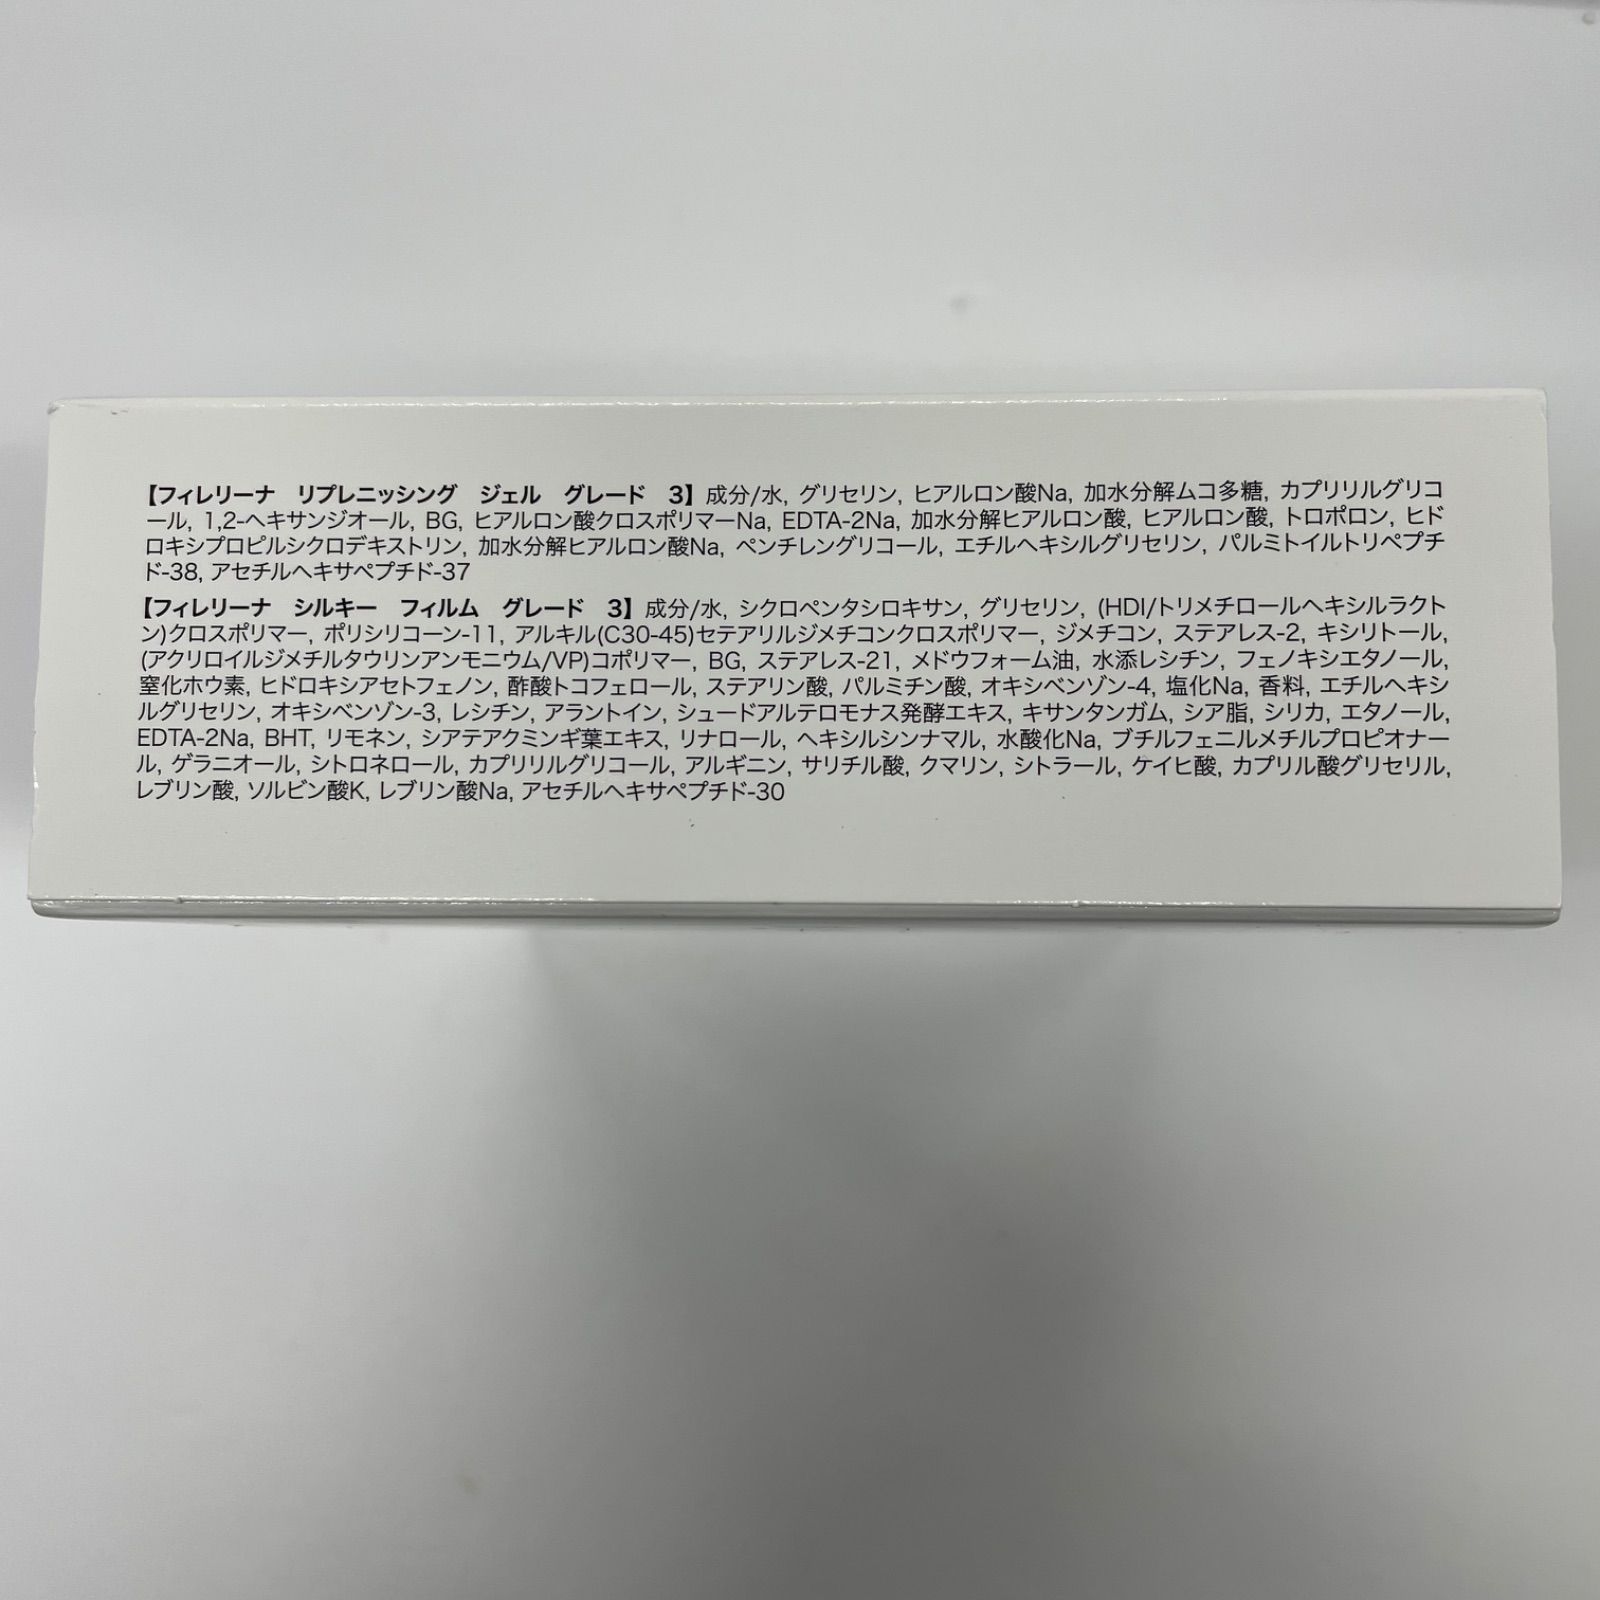 【フィレリーナ　リプレニッシング　ジェル　グレード　3】成分/水, グリセリン, ヒアルロン酸Na, 加水分解ムコ多糖, カプリリルグリコ
ール, 1,2-ヘキサンジオール, BG, ヒアルロン酸クロスポリマーNa, EDTA-2Na, 加水分解ヒアルロン酸, ヒアルロン酸, トロポロン, ヒド
ロキシプロピルシクロデキストリン, 加水分解ヒアルロン酸Na, ペンチレングリコール, エチルヘキシルグリセリン, パルミトイルトリペプチ
ド-38, アセチルヘキサペプチド-37
【フィレリーナ　シルキー　フィルム　グレード　3】成分/水, シクロペンタシロキサン, グリセリン, (HDI/トリメチロールヘキシルラクト
ン)クロスポリマー, ポリシリコーン-11, アルキル(C30-45)セテアリルジメチコンクロスポリマー, ジメチコン, ステアレス-2, キシリトール,
(アクリロイルジメチルタウリンアンモニウム/VP)コポリマー, BG, ステアレス-21, メドウフォーム油, 水添レシチン, フェノキシエタノール,
窒化ホウ素, ヒドロキシアセトフェノン, 酢酸トコフェロール, ステアリン酸, パルミチン酸, オキシベンゾン-4, 塩化Na, 香料, エチルヘキシ
ルグリセリン, オキシベンゾン-3, レシチン, アラントイン, シュードアルテロモナス発酵エキス, キサンタンガム, シア脂, シリカ, エタノール,
EDTA-2Na, BHT, リモネン, シアテアクミンギ葉エキス, リナロール, ヘキシルシンナマル, 水酸化Na, ブチルフェニルメチルプロピオナー
ル, ゲラニオール, シトロネロール, カプリリルグリコール, アルギニン, サリチル酸, クマリン, シトラール, ケイヒ酸, カプリル酸グリセリル,
レブリン酸, ソルビン酸K, レブリン酸Na, アセチルヘキサペプチド-30